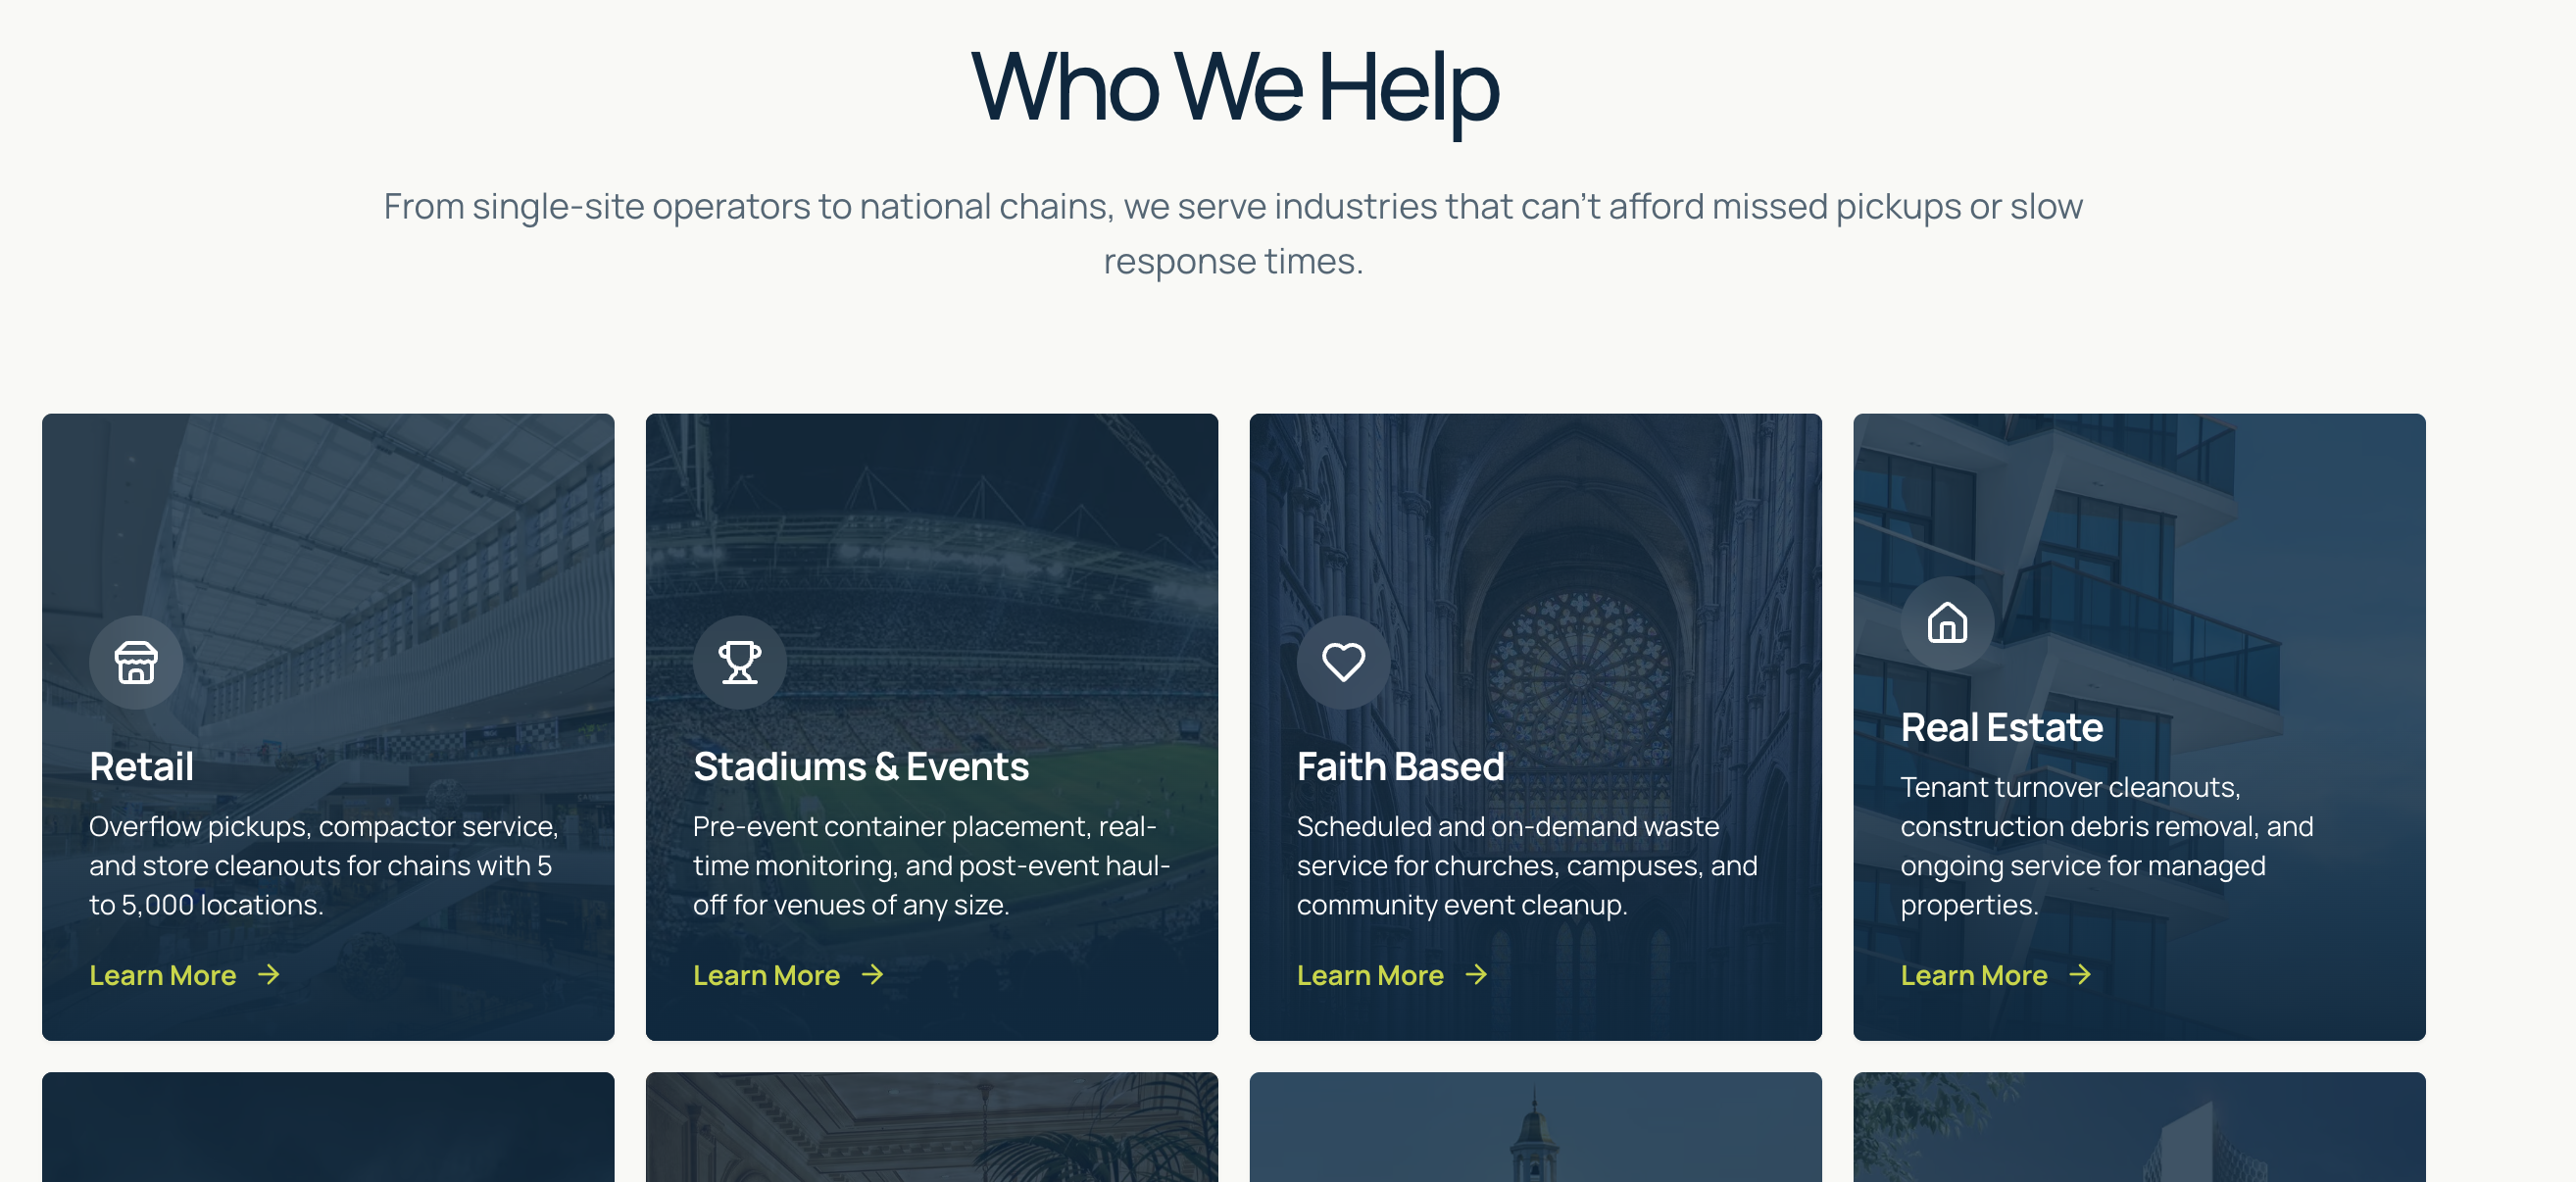 Who We Help
From single-site operators to national chains, we serve industries that can't afford missed pickups or slow
response times.
Retail
Overflow pickups, compactor service,
and store cleanouts for chains with 5
to 5,000 locations.
Learn More →
Stadiums & Events
Pre-event container placement, real-
time monitoring, and post-event haul-
off for venues of any size.
Learn More →
Faith Based
Scheduled and on-demand waste
service for churches, campuses, and
community event cleanup.
Learn More →
Real Estate
Tenant turnover cleanouts,
construction debris removal, and
ongoing service for managed
properties.
Learn More →